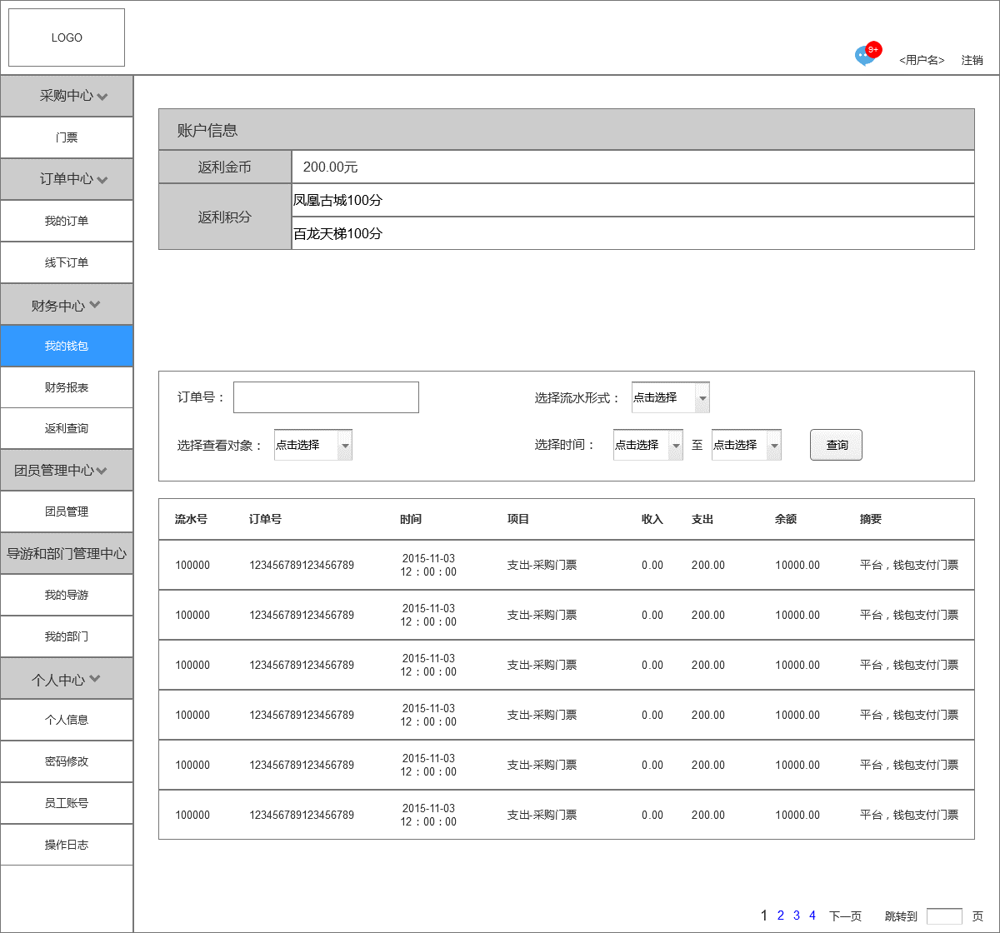 LOGO
9+
<用户名> 注销
采购中心
门票
订单中心
我的订单
线下订单
财务中心
我的钱包
财务报表
返利查询
团员管理中心
团员管理
导游和部门管理中心
我的导游
我的部门
个人中心
个人信息
密码修改
员工账号
操作日志
账户信息
返利金币 200.00元
返利积分
凤凰古城100分
百龙天梯100分
订单号： 选择流水形式： 点击选择
选择查看对象： 点击选择 选择时间： 点击选择 至 点击选择 查询
流水号 订单号 时间 项目 收入 支出 余额 摘要
100000 123456789123456789 2015-11-03 12：00：00 支出-采购门票 0.00 200.00 10000.00 平台，钱包支付门票
100000 123456789123456789 2015-11-03 12：00：00 支出-采购门票 0.00 200.00 10000.00 平台，钱包支付门票
100000 123456789123456789 2015-11-03 12：00：00 支出-采购门票 0.00 200.00 10000.00 平台，钱包支付门票
100000 123456789123456789 2015-11-03 12：00：00 支出-采购门票 0.00 200.00 10000.00 平台，钱包支付门票
100000 123456789123456789 2015-11-03 12：00：00 支出-采购门票 0.00 200.00 10000.00 平台，钱包支付门票
100000 123456789123456789 2015-11-03 12：00：00 支出-采购门票 0.00 200.00 10000.00 平台，钱包支付门票
1 2 3 4 下一页 跳转到 页